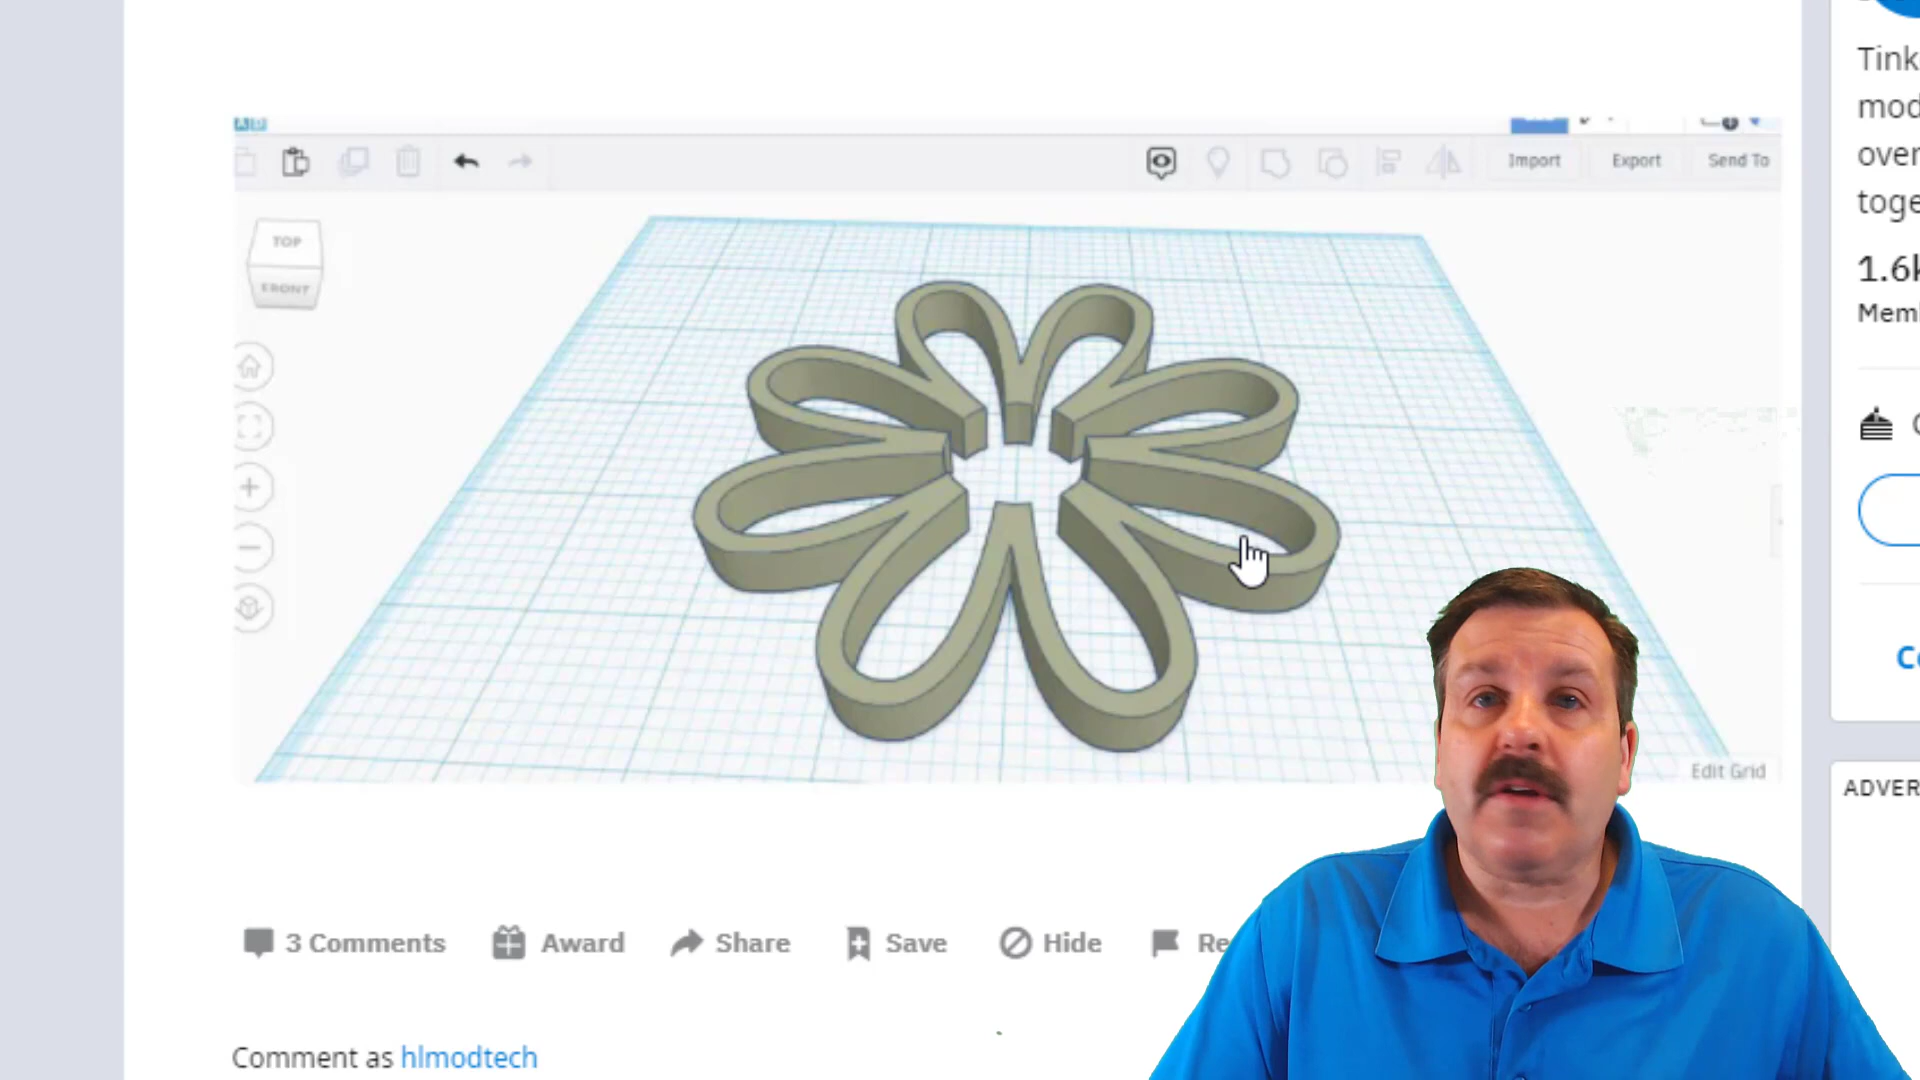 Import Export Send To
TOP
FRONT
Edit Grid
3 Comments Award Share Save Hide Re
Comment as hlmodtech
Tink
mod
over
toge
1.6k
Mem
ADVER